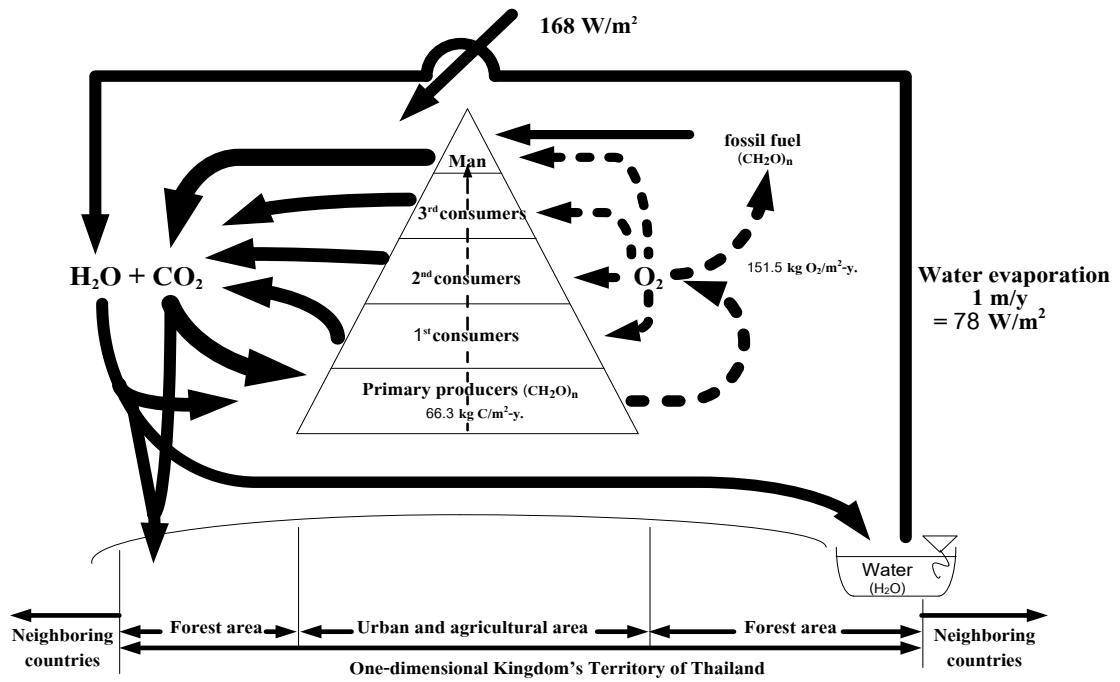 168 W/m²
fossil fuel
(CH₂O)ₙ
Man
3ʳᵈ consumers
H₂O + CO₂
2ⁿᵈ consumers
O₂
151.5 kg O₂/m²-y.
Water evaporation
1 m/y
= 78 W/m²
1ˢᵗ consumers
Primary producers (CH₂O)ₙ
66.3 kg C/m²-y.
Water
(H₂O)
Neighboring
countries
Forest area
Urban and agricultural area
Forest area
Neighboring
countries
One-dimensional Kingdom's Territory of Thailand